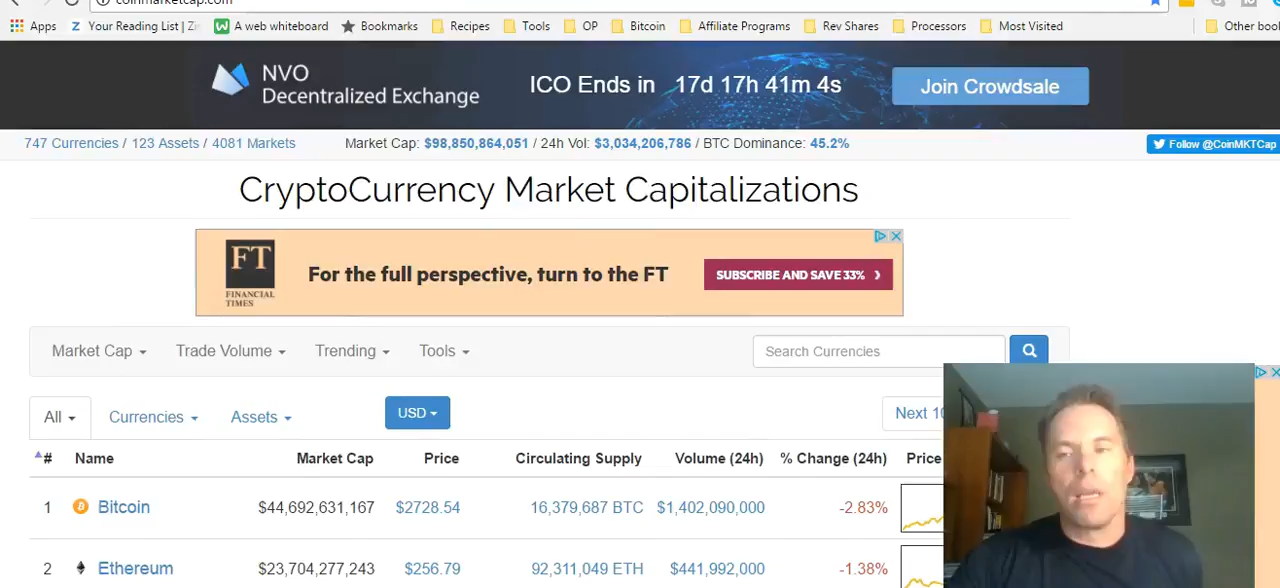 coinmarketcap.com
Apps Your Reading List | Zi A web whiteboard Bookmarks Recipes Tools OP Bitcoin Affiliate Programs Rev Shares Processors Most Visited Other book
NVO
Decentralized Exchange
ICO Ends in 17d 17h 41m 4s
Join Crowdsale
747 Currencies / 123 Assets / 4081 Markets Market Cap: $98,850,864,051 / 24h Vol: $3,034,206,786 / BTC Dominance: 45.2% Follow @CoinMKTCap
CryptoCurrency Market Capitalizations
FT
FINANCIAL
TIMES
For the full perspective, turn to the FT
SUBSCRIBE AND SAVE 33%
Market Cap Trade Volume Trending Tools Search Currencies
All Currencies Assets USD Next 10
# Name Market Cap Price Circulating Supply Volume (24h) % Change (24h) Price
1 Bitcoin $44,692,631,167 $2728.54 16,379,687 BTC $1,402,090,000 -2.83%
2 Ethereum $23,704,277,243 $256.79 92,311,049 ETH $441,992,000 -1.38%